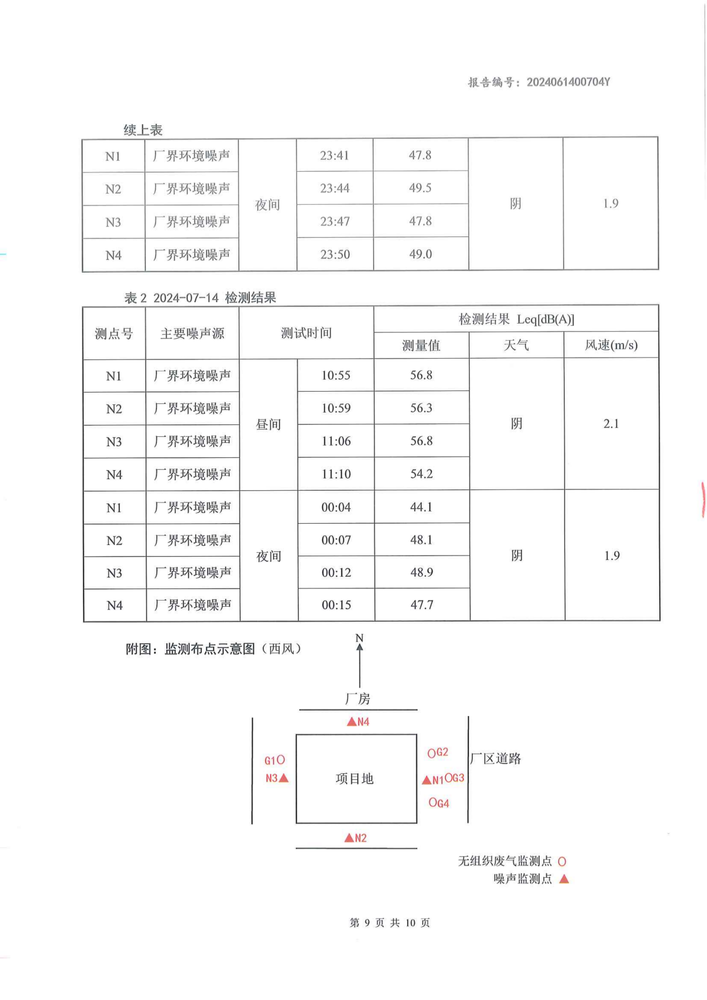 报告编号：2024061400704Y
续上表
N1 厂界环境噪声 夜间 23:41 47.8 阴 1.9
N2 厂界环境噪声 23:44 49.5
N3 厂界环境噪声 23:47 47.8
N4 厂界环境噪声 23:50 49.0
表 2 2024-07-14 检测结果
测点号 主要噪声源 测试时间 检测结果 Leq[dB(A)]
测量值 天气 风速(m/s)
N1 厂界环境噪声 昼间 10:55 56.8 阴 2.1
N2 厂界环境噪声 10:59 56.3
N3 厂界环境噪声 11:06 56.8
N4 厂界环境噪声 11:10 54.2
N1 厂界环境噪声 夜间 00:04 44.1 阴 1.9
N2 厂界环境噪声 00:07 48.1
N3 厂界环境噪声 00:12 48.9
N4 厂界环境噪声 00:15 47.7
附图：监测布点示意图（西风）
N
厂房
▲N4
G1○
○G2
厂区道路
N3▲
项目地
▲N1○G3
○G4
▲N2
无组织废气监测点 ○
噪声监测点 ▲
第 9 页 共 10 页